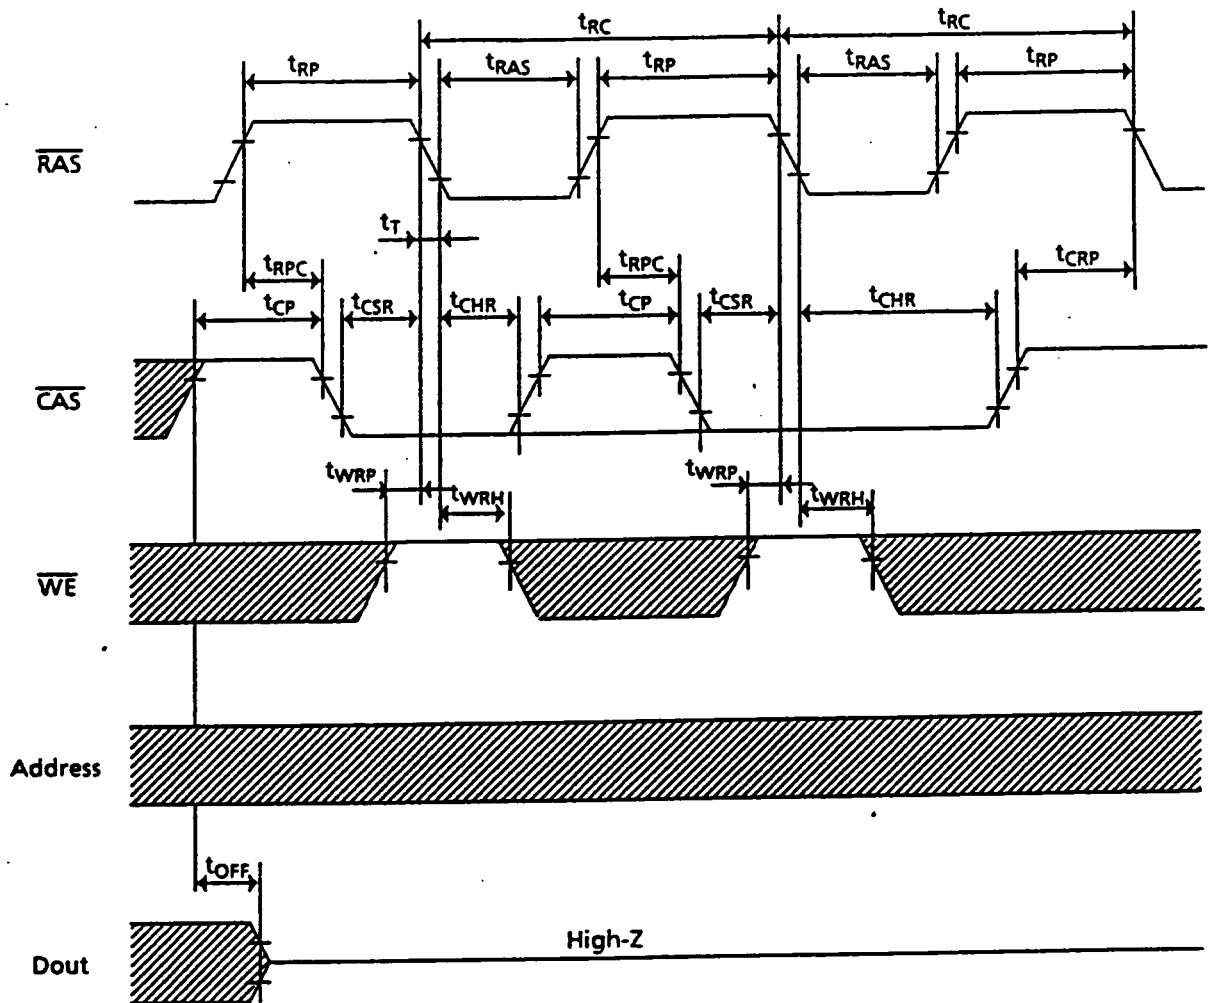 tRC tRC
tRP tRAS tRP tRAS tRP
RAS
tT
tRPC tRPC tCRP
tCP tCSR tCHR tCP tCSR tCHR
CAS
tWRP tWRH tWRP tWRH
WE
Address
tOFF
High-Z
Dout